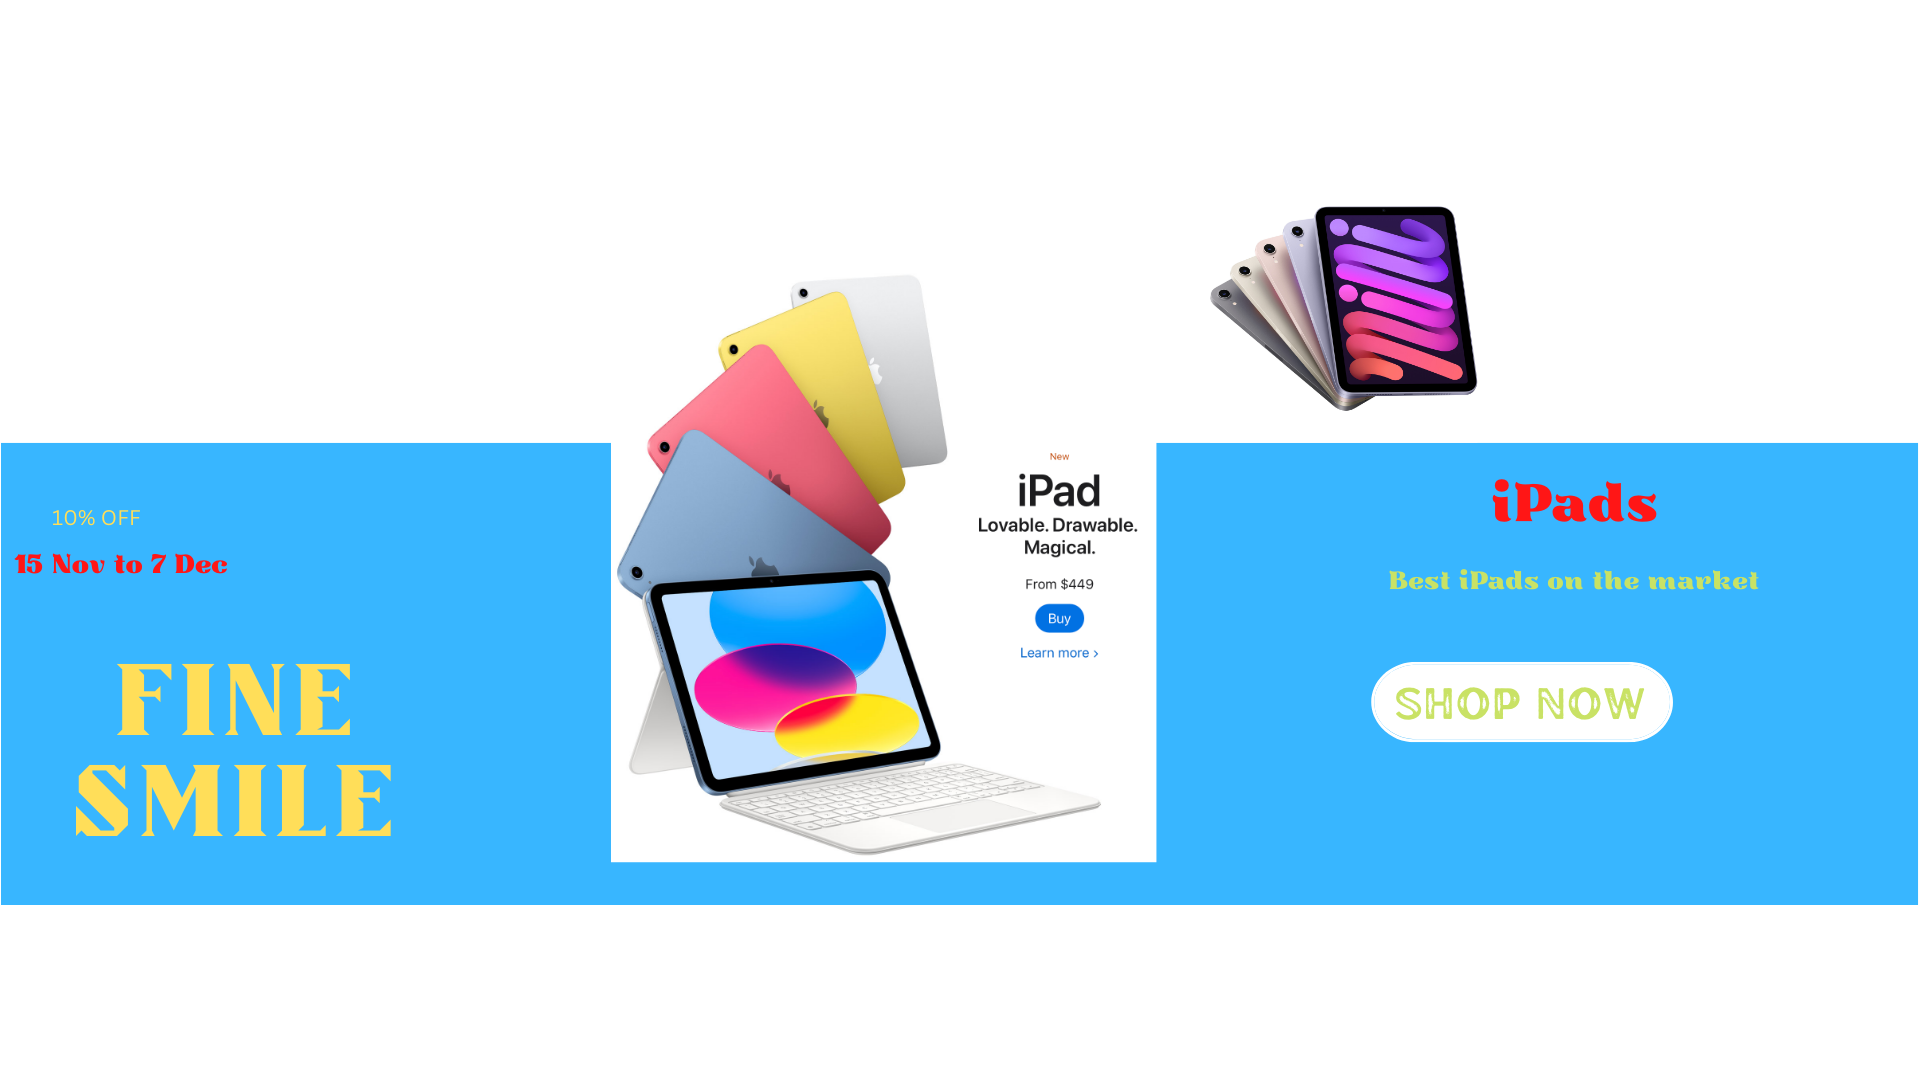 10% OFF
15 Nov to 7 Dec
FINE
SMILE
New
iPad
Lovable. Drawable.
Magical.
From $449
Buy
Learn more >
iPads
Best iPads on the market
SHOP NOW